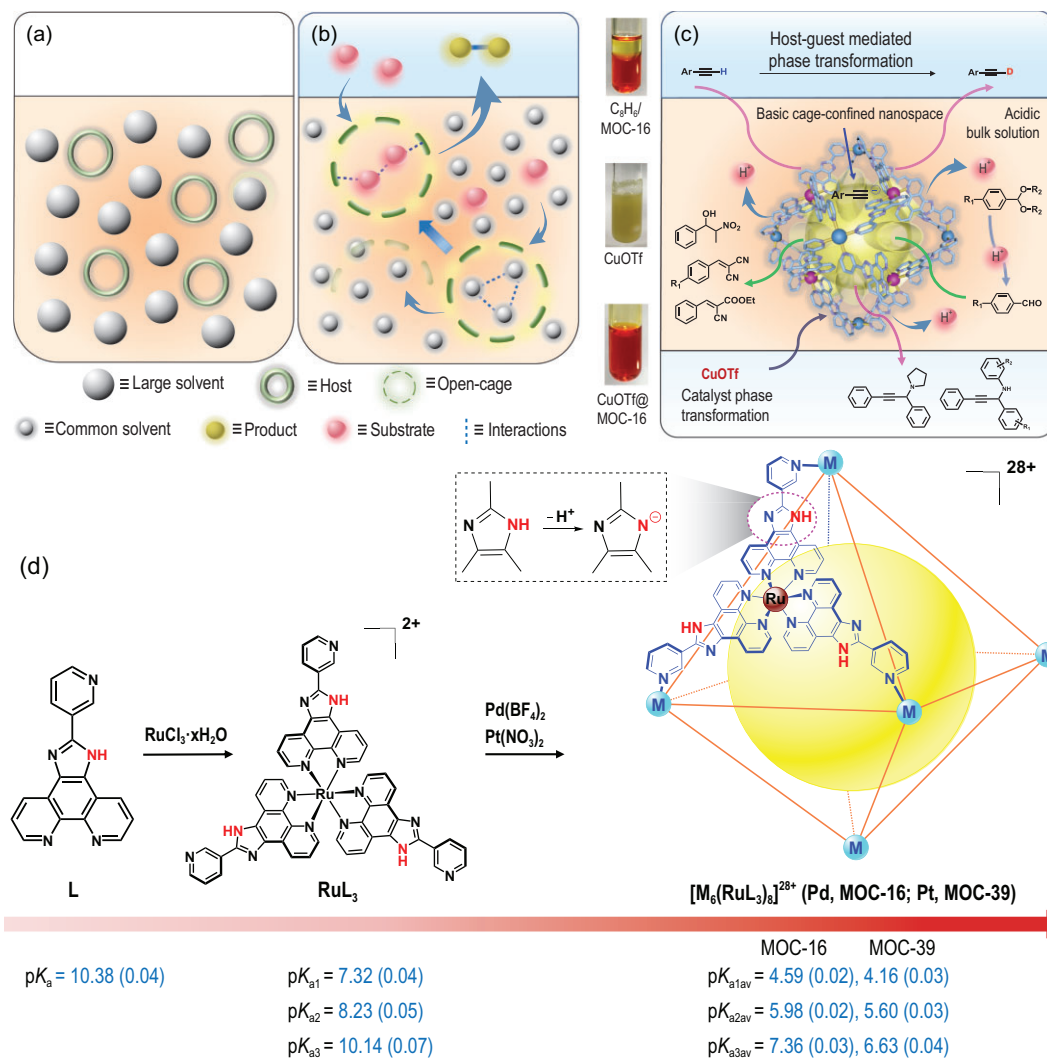 (a)
(b)
≡ Large solvent
≡ Host
≡ Open-cage
≡ Common solvent
≡ Product
≡ Substrate
≡ Interactions
C₈H₆/
MOC-16
CuOTf
CuOTf@
MOC-16
(c)
Host-guest mediated
phase transformation
Ar
H
Ar
D
Basic cage-confined nanospace
Acidic
bulk solution
H⁺
H⁺
Ar
R₁
O-R₂
O-R₂
OH
NO₂
H⁺
CN
CN
R₁
R₁
CHO
COOEt
CN
H⁺
CuOTf
Catalyst phase
transformation
N
R₂
NH
R₁
(d)
N
NH
–H⁺
N
N
⊖
28+
M
N
N
NH
N
N
Ru
N
N
N
N
HN
N
N
N
H
N
N
M
M
M
M
2+
N
N
NH
N
N
RuCl₃·xH₂O
N
NH
N
N
Ru
N
N
N
N
HN
N
N
N
N
H
N
Pd(BF₄)₂
Pt(NO₃)₂
L
RuL₃
[M₆(RuL₃)₈]²⁸⁺ (Pd, MOC-16; Pt, MOC-39)
MOC-16 MOC-39
pKₐ = 10.38 (0.04)
pKₐ₁ = 7.32 (0.04)
pKₐ₂ = 8.23 (0.05)
pKₐ₃ = 10.14 (0.07)
pKₐ₁ₐᵥ = 4.59 (0.02), 4.16 (0.03)
pKₐ₂ₐᵥ = 5.98 (0.02), 5.60 (0.03)
pKₐ₃ₐᵥ = 7.36 (0.03), 6.63 (0.04)